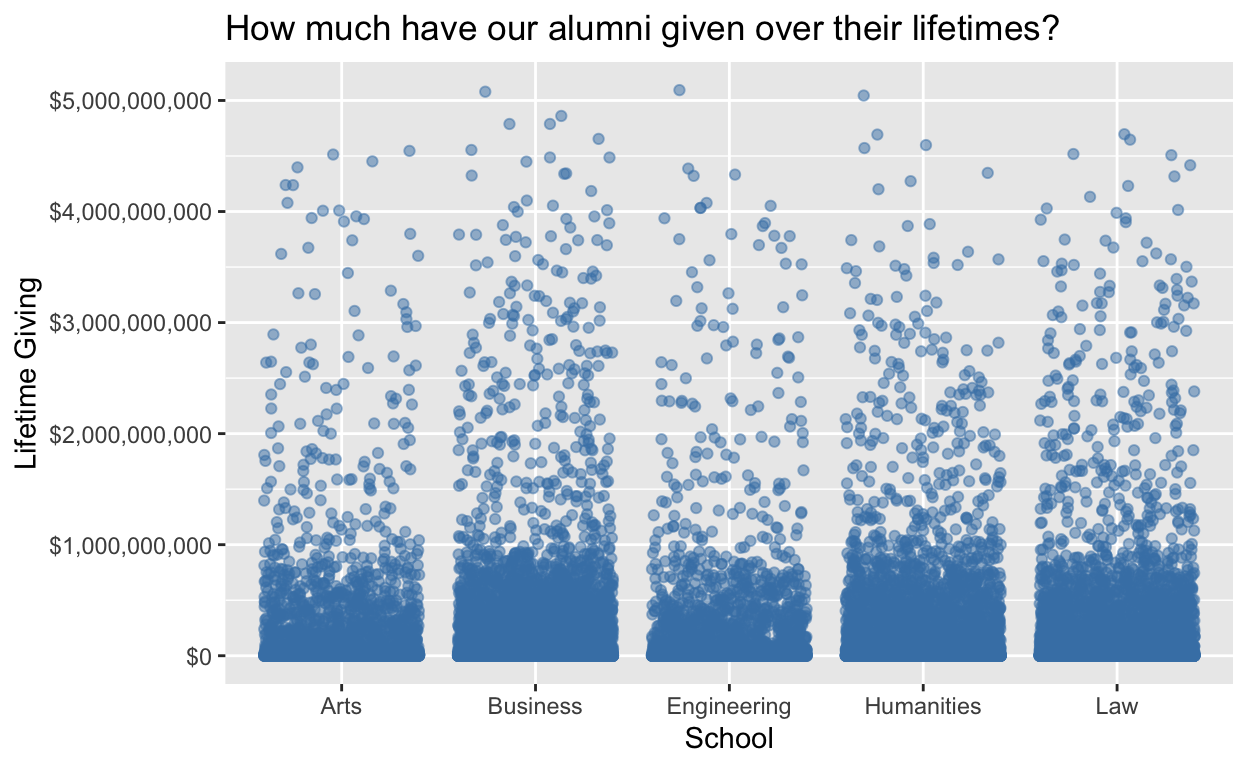 How much have our alumni given over their lifetimes?
$5,000,000,000
$4,000,000,000
$3,000,000,000
$2,000,000,000
$1,000,000,000
$0
Lifetime Giving
Arts Business Engineering Humanities Law
School